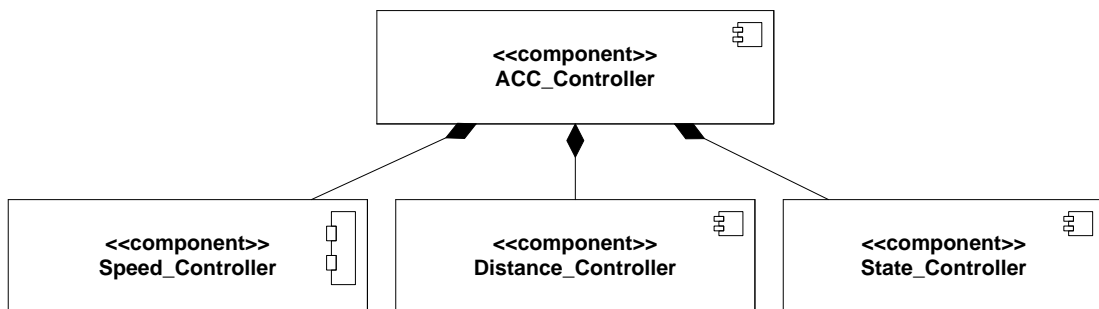 <<component>>
ACC_Controller
<<component>>
Speed_Controller
<<component>>
Distance_Controller
<<component>>
State_Controller